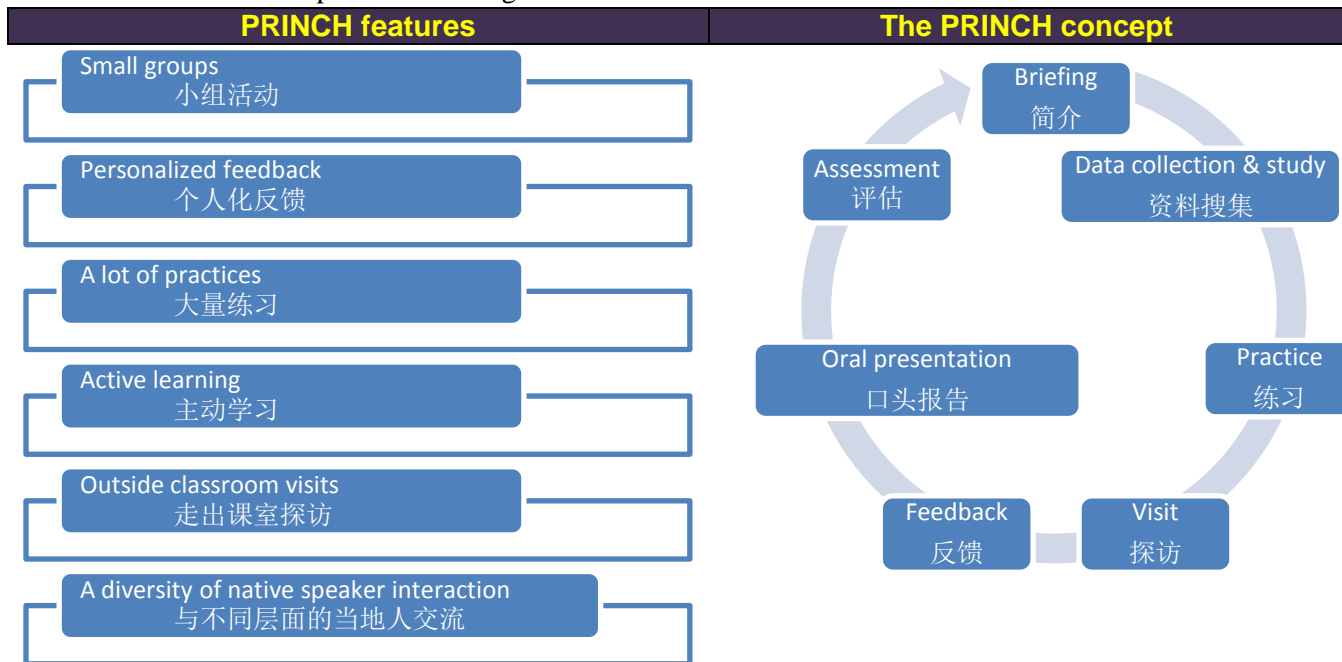 PRINCH features
The PRINCH concept
Small groups
小组活动
Personalized feedback
个人化反馈
A lot of practices
大量练习
Active learning
主动学习
Outside classroom visits
走出课室探访
A diversity of native speaker interaction
与不同层面的当地人交流
Briefing
简介
Data collection & study
资料搜集
Practice
练习
Visit
探访
Feedback
反馈
Oral presentation
口头报告
Assessment
评估